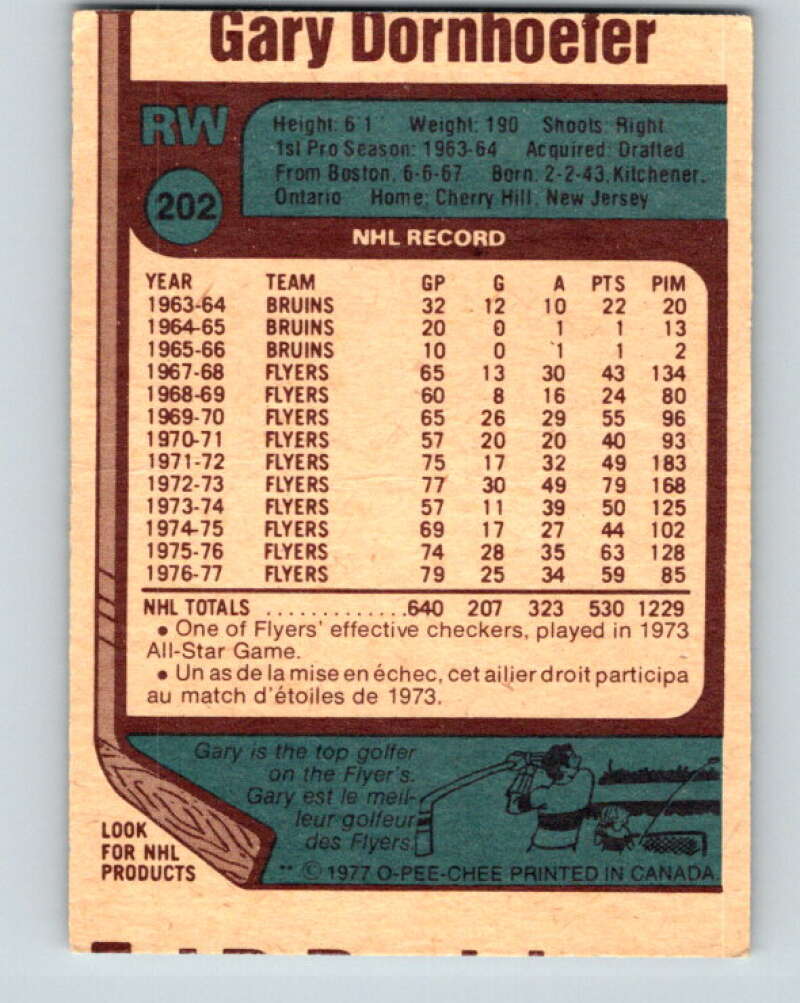 Gary Dornhoefer
RW
202
Height: 6 1 Weight: 190 Shoots: Right
1st Pro Season: 1963-64 Acquired: Drafted
From Boston, 6-6-67 Born: 2-2-43, Kitchener,
Ontario Home: Cherry Hill, New Jersey
NHL RECORD
YEAR TEAM GP G A PTS PIM
1963-64 BRUINS 32 12 10 22 20
1964-65 BRUINS 20 0 1 1 13
1965-66 BRUINS 10 0 1 1 2
1967-68 FLYERS 65 13 30 43 134
1968-69 FLYERS 60 8 16 24 80
1969-70 FLYERS 65 26 29 55 96
1970-71 FLYERS 57 20 20 40 93
1971-72 FLYERS 75 17 32 49 183
1972-73 FLYERS 77 30 49 79 168
1973-74 FLYERS 57 11 39 50 125
1974-75 FLYERS 69 17 27 44 102
1975-76 FLYERS 74 28 35 63 128
1976-77 FLYERS 79 25 34 59 85
NHL TOTALS .............640 207 323 530 1229
• One of Flyers' effective checkers, played in 1973
All-Star Game.
• Un as de la mise en échec, cet ailier droit participa
au match d'étoiles de 1973.
Gary is the top golfer
on the Flyer's.
Gary est le meil-
leur golfeur
des Flyers.
LOOK
FOR NHL
PRODUCTS
** © 1977 O-PEE-CHEE PRINTED IN CANADA.